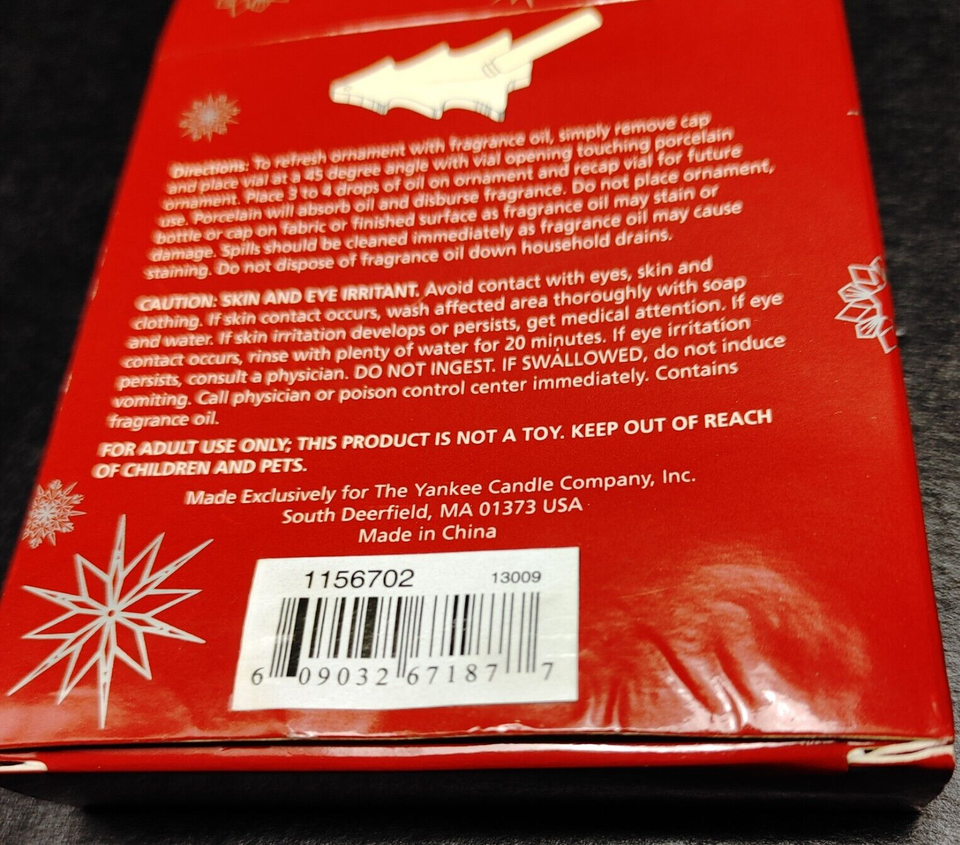 Directions: To refresh ornament with fragrance oil, simply remove cap
and place vial at a 45 degree angle with vial opening touching porcelain
ornament. Place 3 to 4 drops of oil on ornament and recap vial for future
use. Porcelain will absorb oil and disburse fragrance. Do not place ornament,
bottle or cap on fabric or finished surface as fragrance oil may stain or
damage. Spills should be cleaned immediately as fragrance oil may cause
staining. Do not dispose of fragrance oil down household drains.
CAUTION: SKIN AND EYE IRRITANT. Avoid contact with eyes, skin and
clothing. If skin contact occurs, wash affected area thoroughly with soap
and water. If skin irritation develops or persists, get medical attention. If eye
contact occurs, rinse with plenty of water for 20 minutes. If eye irritation
persists, consult a physician. DO NOT INGEST. IF SWALLOWED, do not induce
vomiting. Call physician or poison control center immediately. Contains
fragrance oil.
FOR ADULT USE ONLY; THIS PRODUCT IS NOT A TOY. KEEP OUT OF REACH
OF CHILDREN AND PETS.
Made Exclusively for The Yankee Candle Company, Inc.
South Deerfield, MA 01373 USA
Made in China
1156702 13009
6 09032 67187 7